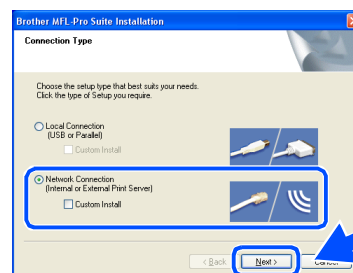 Brother MFL-Pro Suite Installation
Connection Type
Choose the setup type that best suits your needs.
Click the type of Setup you require.
Local Connection
(USB or Parallel)
Custom Install
Network Connection
(Internal or External Print Server)
Custom Install
< Back
Next >